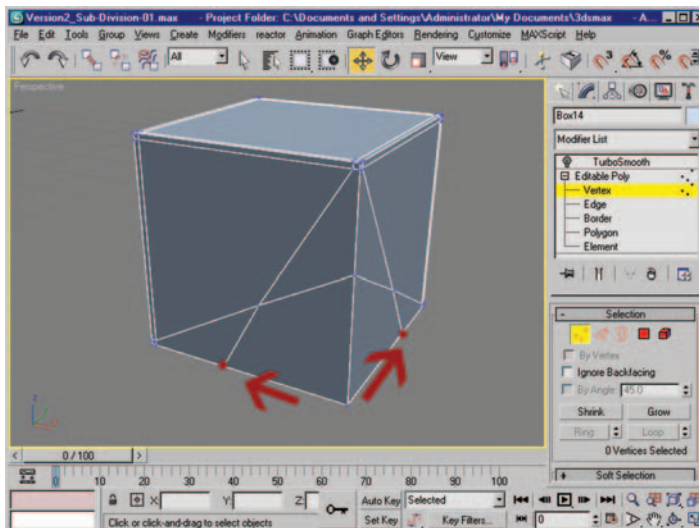 Version2_Sub-Division-01.max - Project Folder: C:\Documents and Settings\Administrator\My Documents\3dsmax - A...
File Edit Tools Group Views Create Modifiers reactor Animation Graph Editors Rendering Customize MAXScript Help
All View
Perspective
Box14
Modifier List
TurboSmooth
Editable Poly
Vertex
Edge
Border
Polygon
Element
Selection
By Vertex
Ignore Backfacing
By Angle: 45.0
Shrink Grow
Ring Loop
0 Vertices Selected
Soft Selection
0 / 100
0 10 20 30 40 50 60 70 80 90 100
X: Y: Z: Auto Key Selected
Click or click-and-drag to select objects Set Key Key Filters... 0